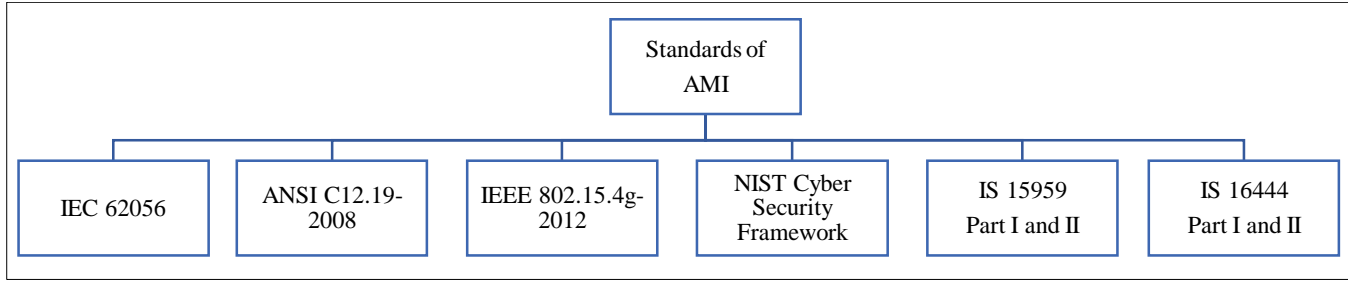 Standards of
AMI
IEC 62056
ANSI C12.19-
2008
IEEE 802.15.4g-
2012
NIST Cyber
Security
Framework
IS 15959
Part I and II
IS 16444
Part I and II